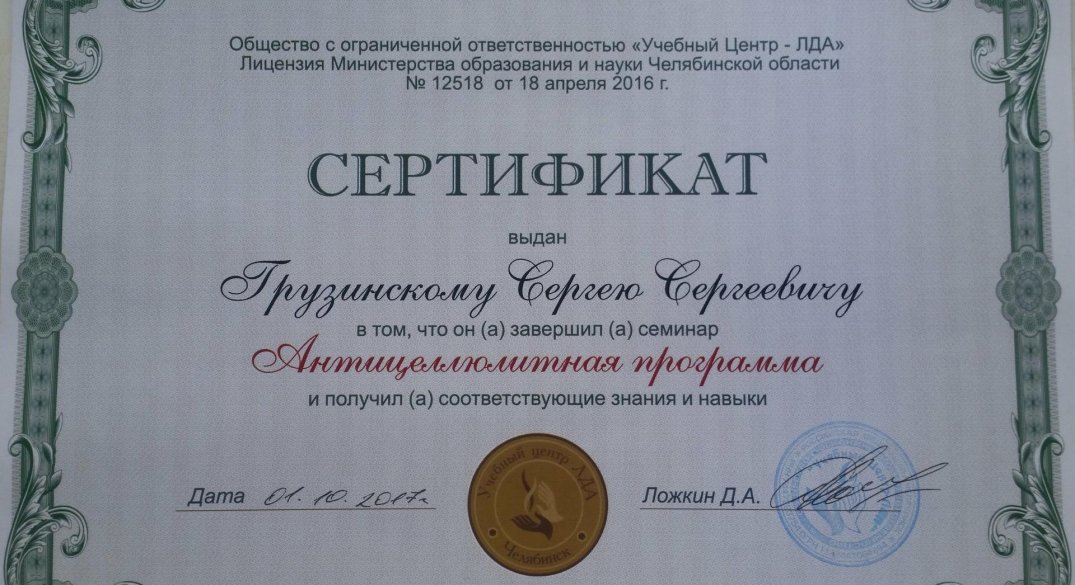 Общество с ограниченной ответственностью «Учебный Центр - ЛДА»
Лицензия Министерства образования и науки Челябинской области
№ 12518 от 18 апреля 2016 г.
СЕРТИФИКАТ
выдан
Грузинскому Сергею Сергеевичу
в том, что он (а) завершил (а) семинар
Антицеллюлитная программа
и получил (а) соответствующие знания и навыки
Учебный центр ЛДА
Челябинск
Дата 01.10.2017г.
Ложкин Д.А.